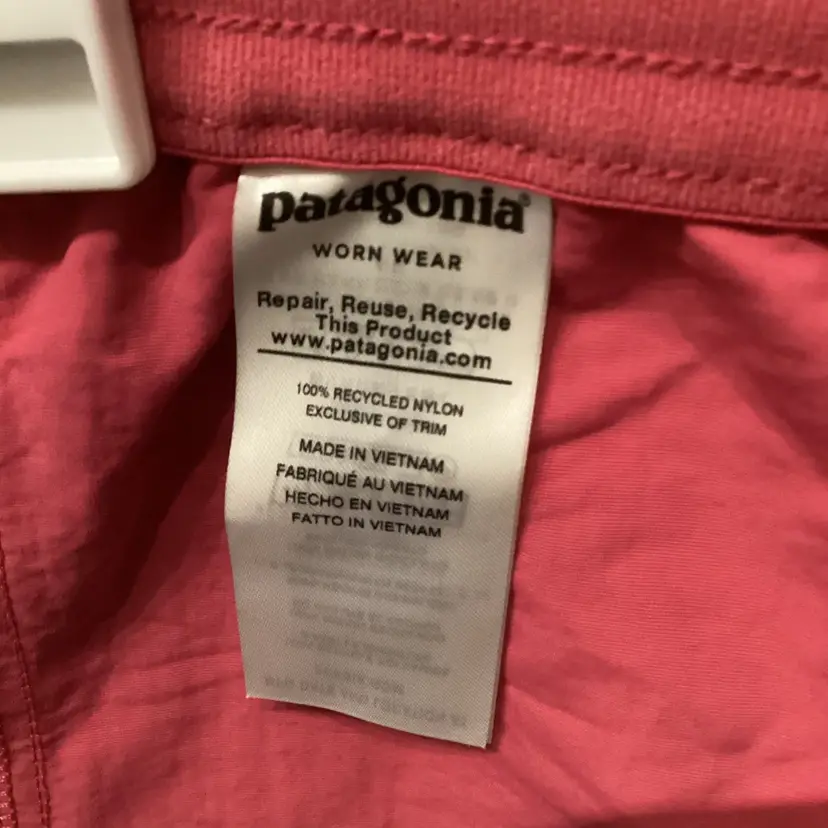 patagonia®
WORN WEAR
Repair, Reuse, Recycle
This Product
www.patagonia.com
100% RECYCLED NYLON
EXCLUSIVE OF TRIM
MADE IN VIETNAM
FABRIQUÉ AU VIETNAM
HECHO EN VIETNAM
FATTO IN VIETNAM